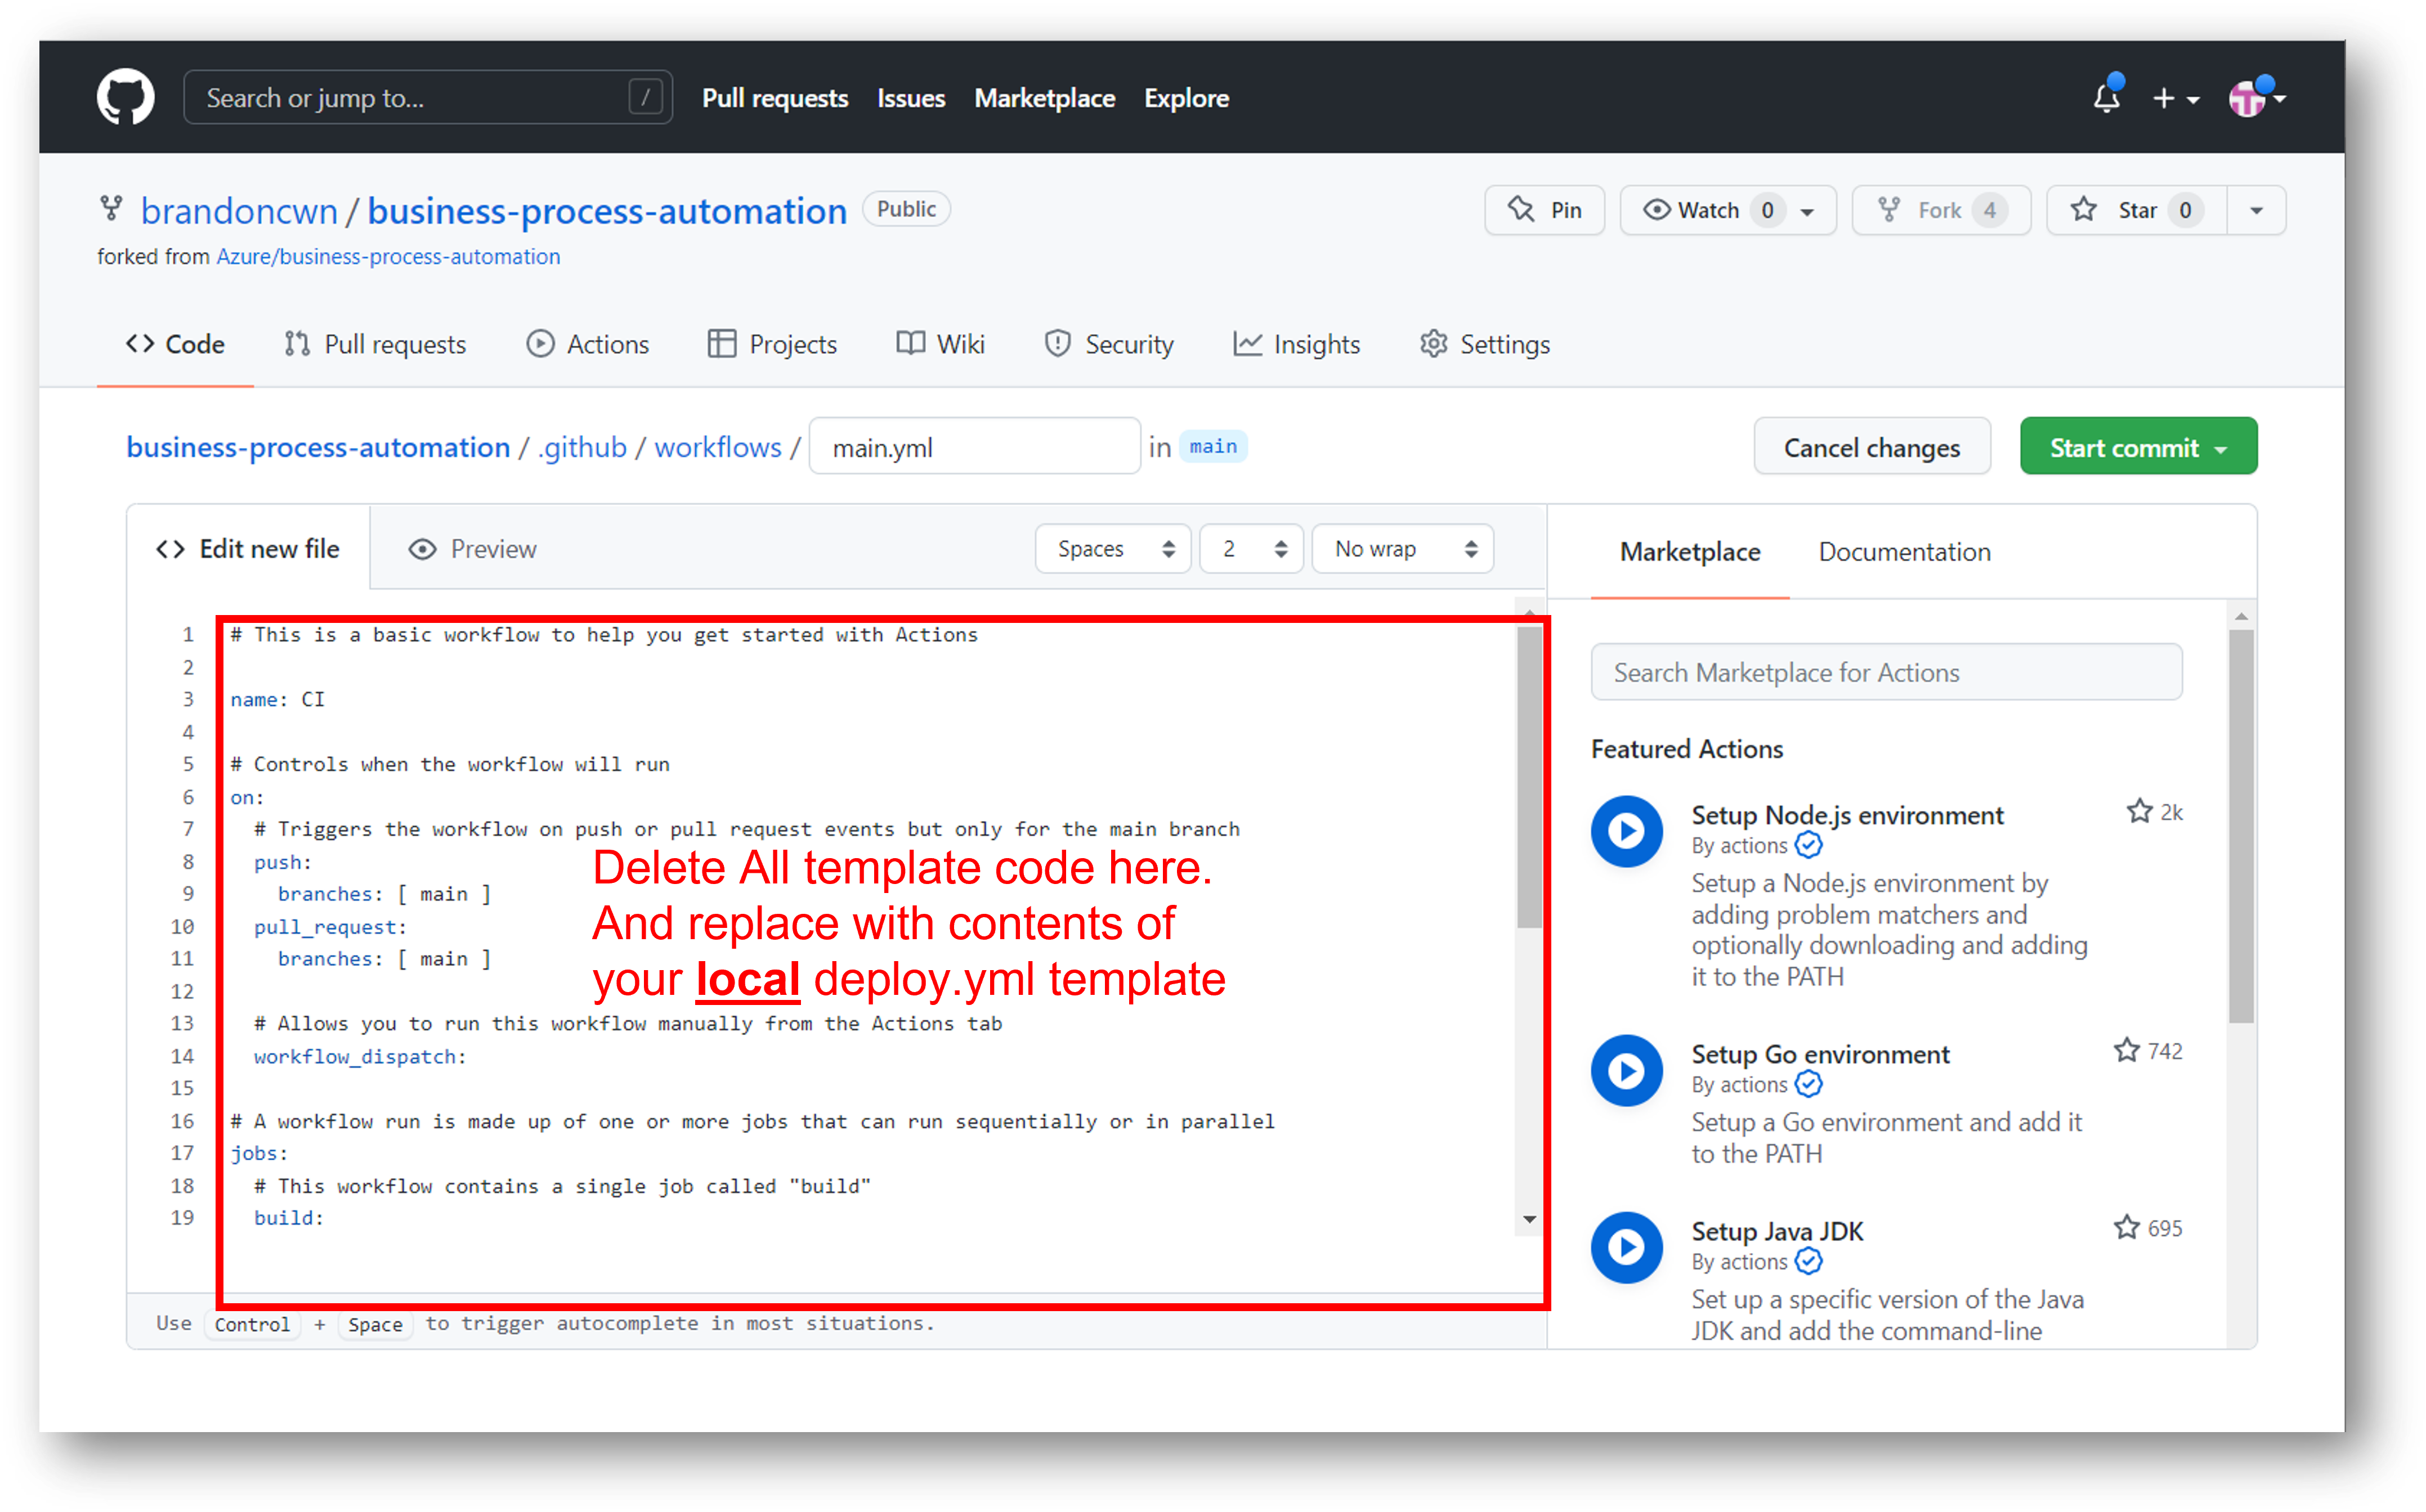 Search or jump to... /
Pull requests Issues Marketplace Explore
brandoncwn / business-process-automation Public
Pin Watch 0 Fork 4 Star 0
forked from Azure/business-process-automation
Code Pull requests Actions Projects Wiki Security Insights Settings
business-process-automation / .github / workflows / main.yml in main
Cancel changes Start commit
Edit new file Preview Spaces 2 No wrap
1 # This is a basic workflow to help you get started with Actions
2
3 name: CI
4
5 # Controls when the workflow will run
6 on:
7 # Triggers the workflow on push or pull request events but only for the main branch
8 push:
9 branches: [ main ]
10 pull_request:
11 branches: [ main ]
12
13 # Allows you to run this workflow manually from the Actions tab
14 workflow_dispatch:
15
16 # A workflow run is made up of one or more jobs that can run sequentially or in parallel
17 jobs:
18 # This workflow contains a single job called "build"
19 build:
Delete All template code here.
And replace with contents of
your local deploy.yml template
Use Control + Space to trigger autocomplete in most situations.
Marketplace Documentation
Search Marketplace for Actions
Featured Actions
Setup Node.js environment 2k
By actions
Setup a Node.js environment by
adding problem matchers and
optionally downloading and adding
it to the PATH
Setup Go environment 742
By actions
Setup a Go environment and add it
to the PATH
Setup Java JDK 695
By actions
Set up a specific version of the Java
JDK and add the command-line